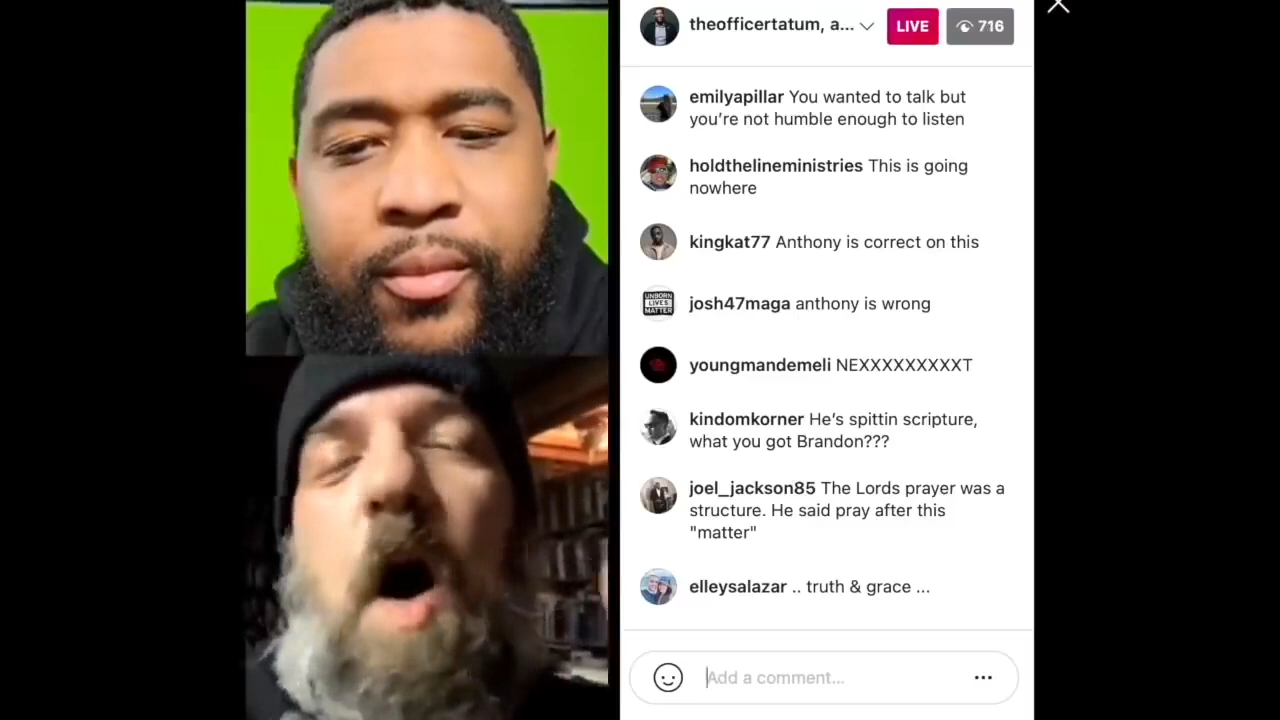 theofficertatum, a...
LIVE
716
emilyapillar You wanted to talk but
you’re not humble enough to listen
holdthelineministries This is going
nowhere
kingkat77 Anthony is correct on this
UNBORN
LIVES
MATTER
josh47maga anthony is wrong
youngmandemeli NEXXXXXXXXXT
kindomkorner He’s spittin scripture,
what you got Brandon???
joel_jackson85 The Lords prayer was a
structure. He said pray after this
"matter"
elleysalazar .. truth & grace ...
Add a comment...